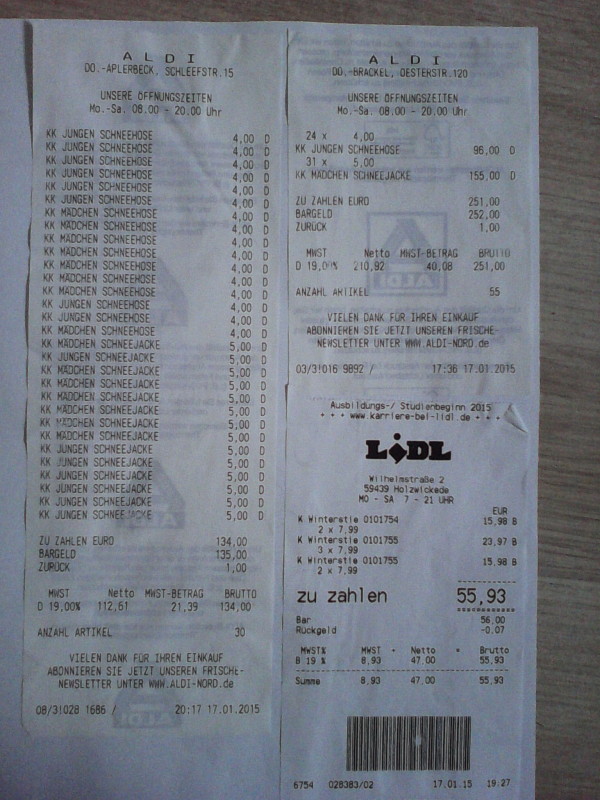 ALDI
DO.-APLERBECK, SCHLEEFSTR.15
UNSERE ÖFFNUNGSZEITEN
Mo.-Sa. 08.00 - 20.00 Uhr
KK JUNGEN SCHNEEHOSE 4,00 D
KK JUNGEN SCHNEEHOSE 4,00 D
KK JUNGEN SCHNEEHOSE 4,00 D
KK JUNGEN SCHNEEHOSE 4,00 D
KK JUNGEN SCHNEEHOSE 4,00 D
KK JUNGEN SCHNEEHOSE 4,00 D
KK MÄDCHEN SCHNEEHOSE 4,00 D
KK MÄDCHEN SCHNEEHOSE 4,00 D
KK MÄDCHEN SCHNEEHOSE 4,00 D
KK MÄDCHEN SCHNEEHOSE 4,00 D
KK MÄDCHEN SCHNEEHOSE 4,00 D
KK MÄDCHEN SCHNEEHOSE 4,00 D
KK MÄDCHEN SCHNEEHOSE 4,00 D
KK JUNGEN SCHNEEHOSE 4,00 D
KK JUNGEN SCHNEEHOSE 4,00 D
KK MÄDCHEN SCHNEEHOSE 4,00 D
KK MÄDCHEN SCHNEEJACKE 5,00 D
KK JUNGEN SCHNEEJACKE 5,00 D
KK MÄDCHEN SCHNEEJACKE 5,00 D
KK MÄDCHEN SCHNEEJACKE 5,00 D
KK MÄDCHEN SCHNEEJACKE 5,00 D
KK MÄDCHEN SCHNEEJACKE 5,00 D
KK MÄDCHEN SCHNEEJACKE 5,00 D
KK MÄDCHEN SCHNEEJACKE 5,00 D
KK JUNGEN SCHNEEJACKE 5,00 D
KK JUNGEN SCHNEEJACKE 5,00 D
KK JUNGEN SCHNEEJACKE 5,00 D
KK JUNGEN SCHNEEJACKE 5,00 D
KK JUNGEN SCHNEEJACKE 5,00 D
KK JUNGEN SCHNEEJACKE 5,00 D
ZU ZAHLEN EURO 134,00
BARGELD 135,00
ZURÜCK 1,00
MWST Netto MWST-BETRAG BRUTTO
D 19,00% 112,61 21,39 134,00
ANZAHL ARTIKEL 30
VIELEN DANK FÜR IHREN EINKAUF
ABONNIEREN SIE JETZT UNSEREN FRISCHE-
NEWSLETTER UNTER WWW.ALDI-NORD.de
08/3!028 1686 / 20:17 17.01.2015
ALDI
DO.-BRACKEL, OESTERSTR.120
UNSERE ÖFFNUNGSZEITEN
Mo.-Sa. 08.00 - 20.00 Uhr
24 x 4,00
KK JUNGEN SCHNEEHOSE 96,00 D
31 x 5,00
KK MÄDCHEN SCHNEEJACKE 155,00 D
ZU ZAHLEN EURO 251,00
BARGELD 252,00
ZURÜCK 1,00
MWST Netto MWST-BETRAG BRUTTO
D 19,00% 210,92 40,08 251,00
ANZAHL ARTIKEL 55
VIELEN DANK FÜR IHREN EINKAUF
ABONNIEREN SIE JETZT UNSEREN FRISCHE-
NEWSLETTER UNTER WWW.ALDI-NORD.de
03/3!016 9892 / 17:36 17.01.2015
Ausbildungs-/ Studienbeginn 2015
* * * www.karriere-bei-lidl.de * * *
LIDL
Wilhelmstraße 2
59439 Holzwickede
MO - SA 7 - 21 UHR
EUR
K Winterstie 0101754 15,98 B
2 x 7,99
K Winterstie 0101755 23,97 B
3 x 7,99
K Winterstie 0101755 15,98 B
2 x 7,99
zu zahlen 55,93
Bar 56,00
Rückgeld -0,07
MWST% MWST + Netto = Brutto
B 19 % 8,93 47,00 55,93
Summe 8,93 47,00 55,93
6754 028383/02 17.01.15 19:27